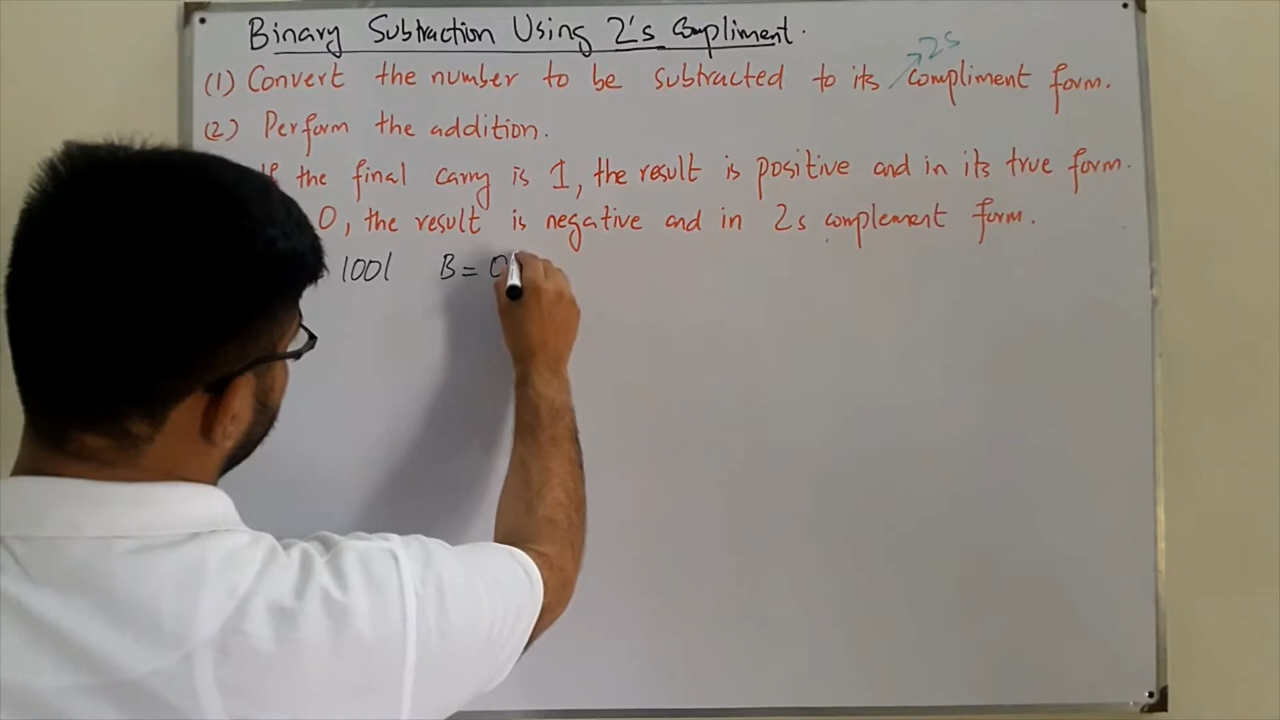 Binary Subtraction Using 2's Compliment.
2s
(1) Convert the number to be subtracted to its compliment form.
(2) Perform the addition.
the final carry is 1, the result is positive and in its true form.
0, the result is negative and in 2s complement form.
1001 B = 0